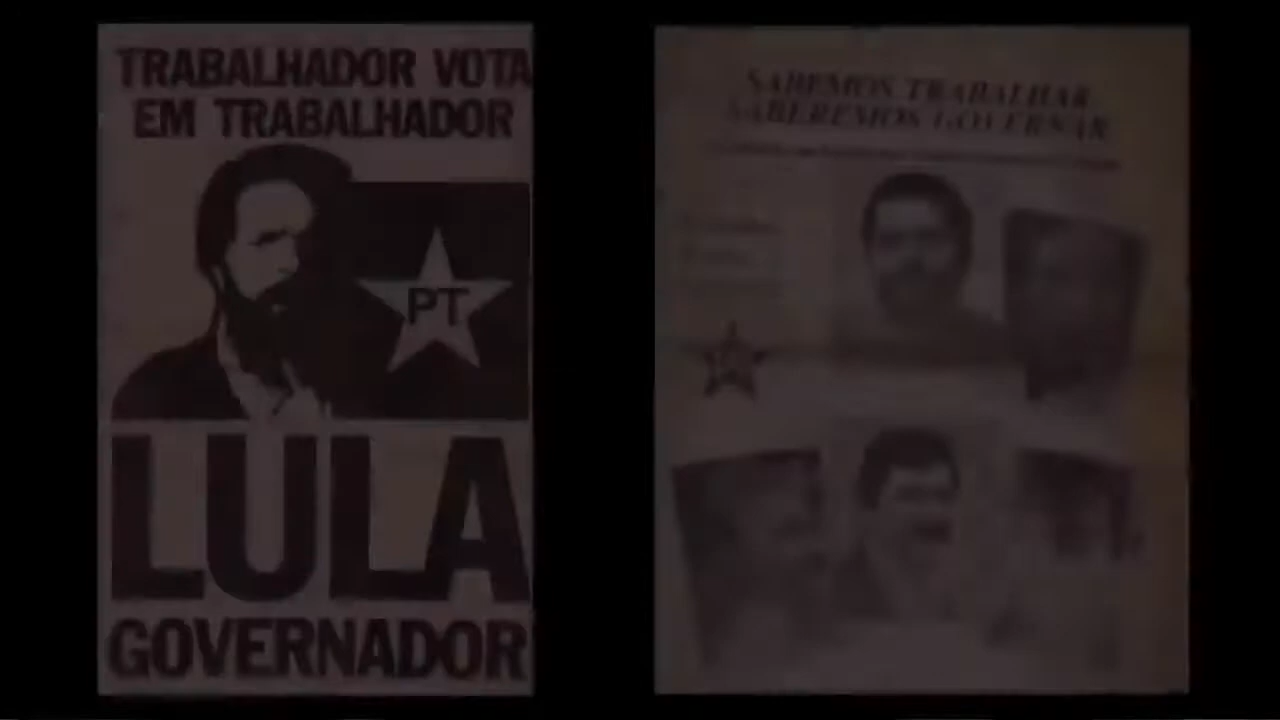 TRABALHADOR VOTA
EM TRABALHADOR
PT
LULA
GOVERNADOR
SABEMOS TRABALHAR
SABEREMOS GOVERNAR